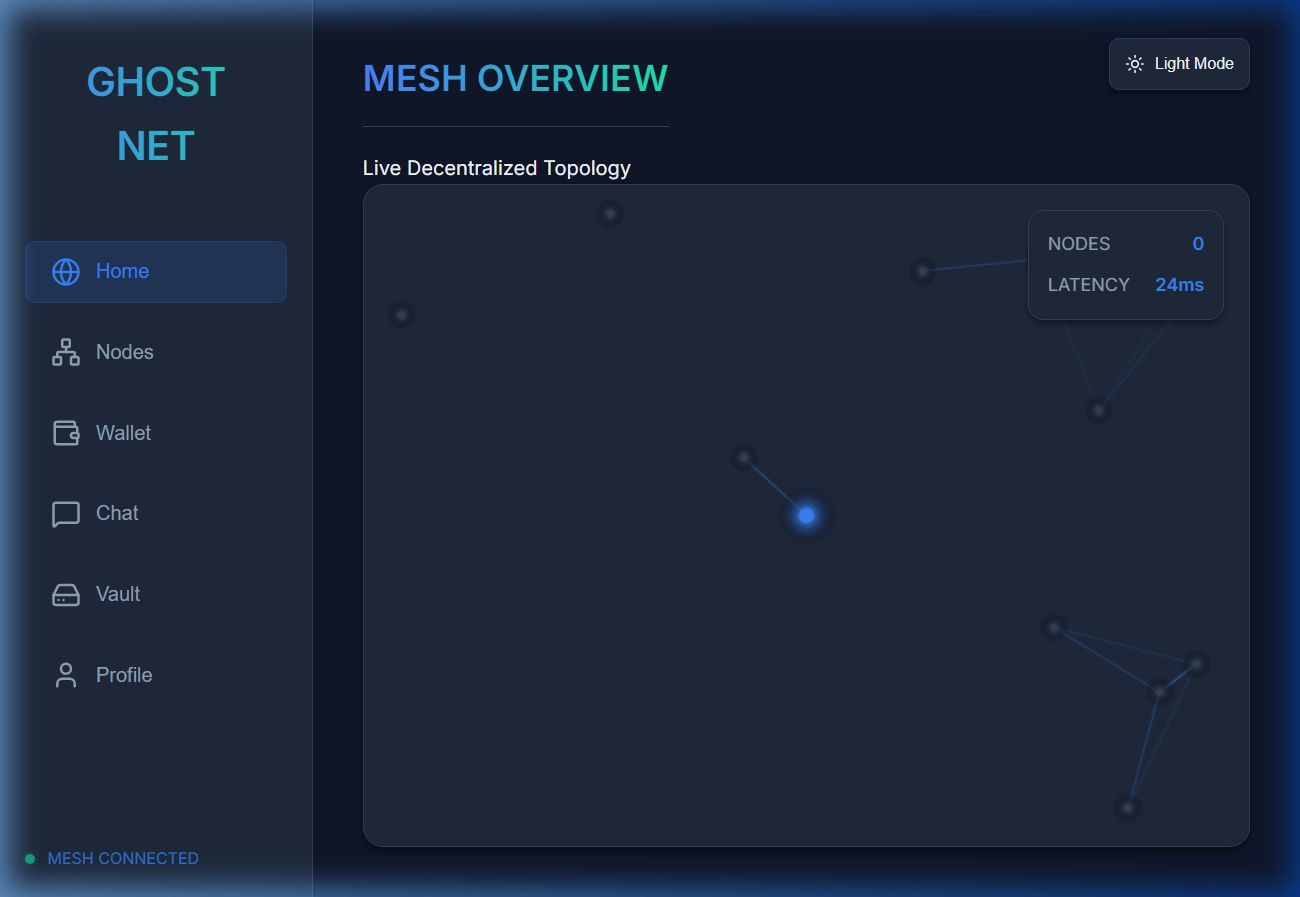 GHOST
NET
Home
Nodes
Wallet
Chat
Vault
Profile
MESH CONNECTED
MESH OVERVIEW
Light Mode
Live Decentralized Topology
NODES 0
LATENCY 24ms